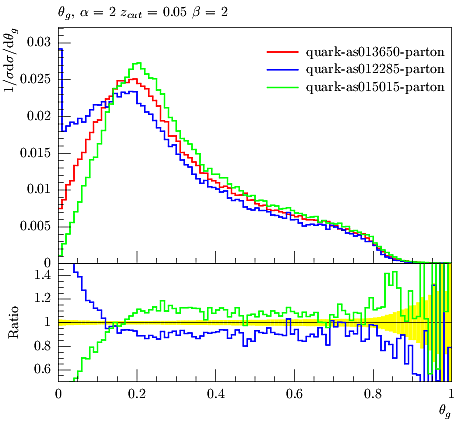 θg, α = 2 zcut = 0.05 β = 2
1/σdσ/dθg
0.03
0.025
0.02
0.015
0.01
0.005
0
quark-as013650-parton
quark-as012285-parton
quark-as015015-parton
Ratio
1.4
1.2
1
0.8
0.6
0 0.2 0.4 0.6 0.8 1
θg